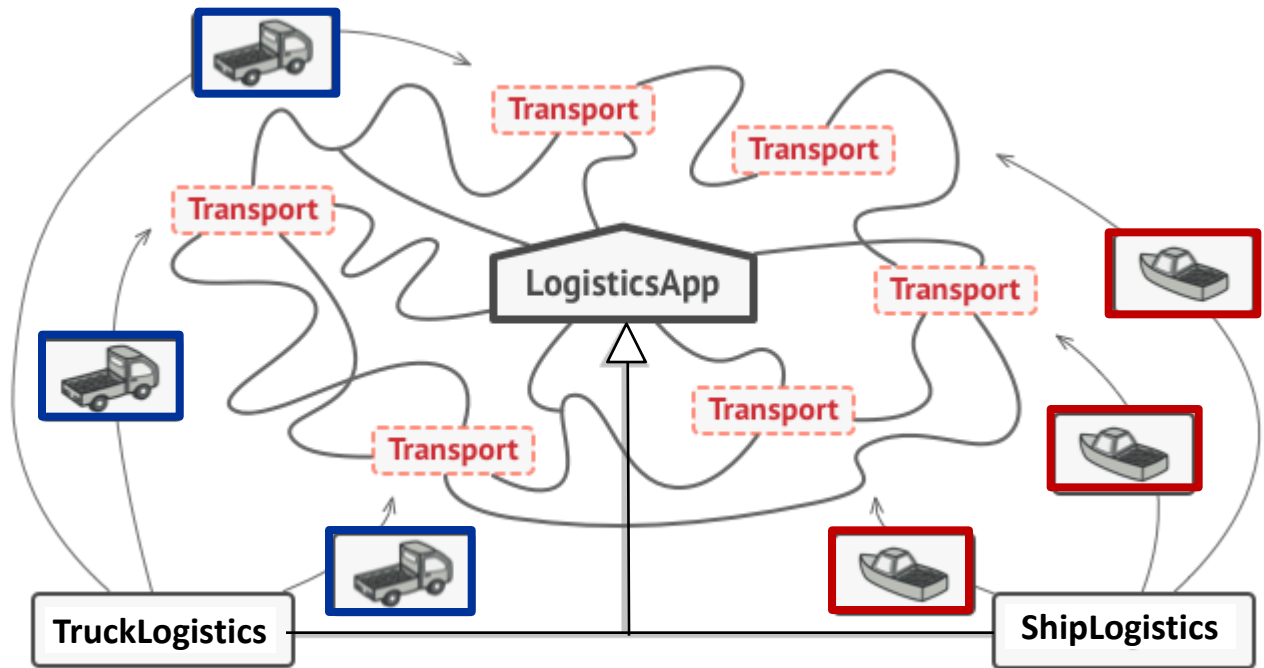 Transport
Transport
Transport
LogisticsApp
Transport
Transport
Transport
TruckLogistics
ShipLogistics